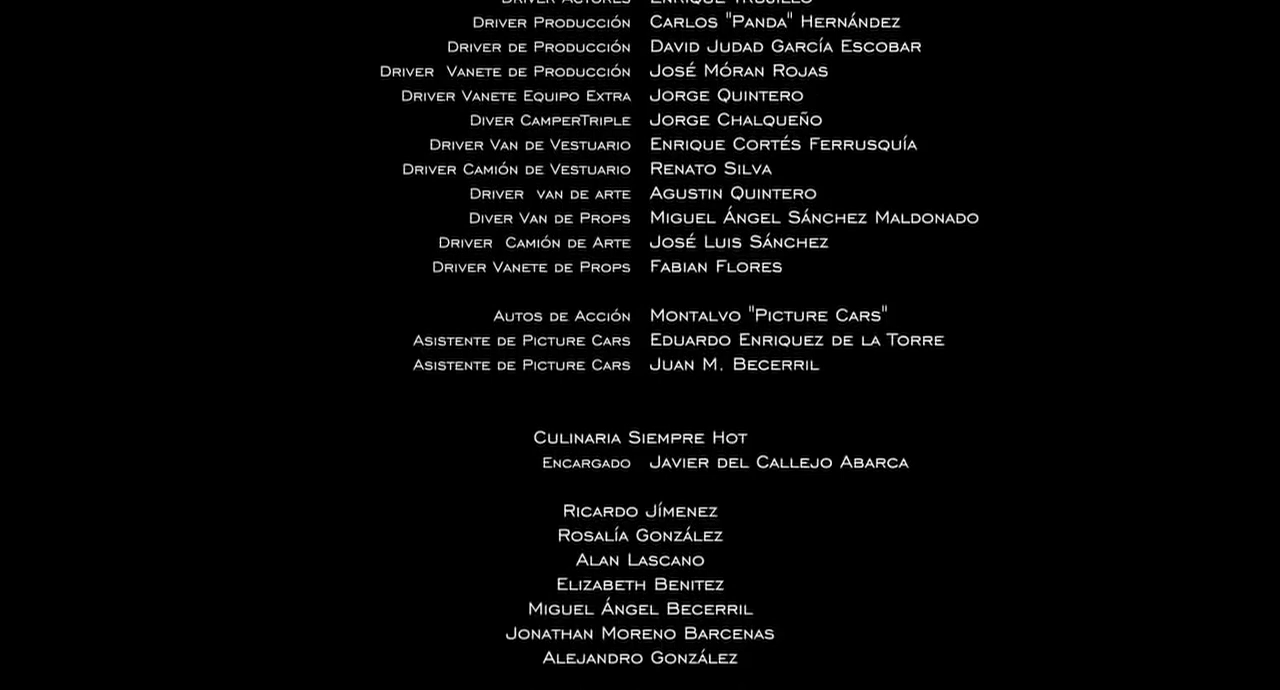 Driver Actores Enrique Trujillo
Driver Producción Carlos "Panda" Hernández
Driver de Producción David Judad García Escobar
Driver Vanete de Producción José Móran Rojas
Driver Vanete Equipo Extra Jorge Quintero
Diver CamperTriple Jorge Chalqueño
Driver Van de Vestuario Enrique Cortés Ferrusquía
Driver Camión de Vestuario Renato Silva
Driver van de arte Agustin Quintero
Diver Van de Props Miguel Ángel Sánchez Maldonado
Driver Camión de Arte José Luis Sánchez
Driver Vanete de Props Fabian Flores
Autos de Acción Montalvo "Picture Cars"
Asistente de Picture Cars Eduardo Enriquez de la Torre
Asistente de Picture Cars Juan M. Becerril
Culinaria Siempre Hot
Encargado Javier del Callejo Abarca
Ricardo Jímenez
Rosalía González
Alan Lascano
Elizabeth Benitez
Miguel Ángel Becerril
Jonathan Moreno Barcenas
Alejandro González